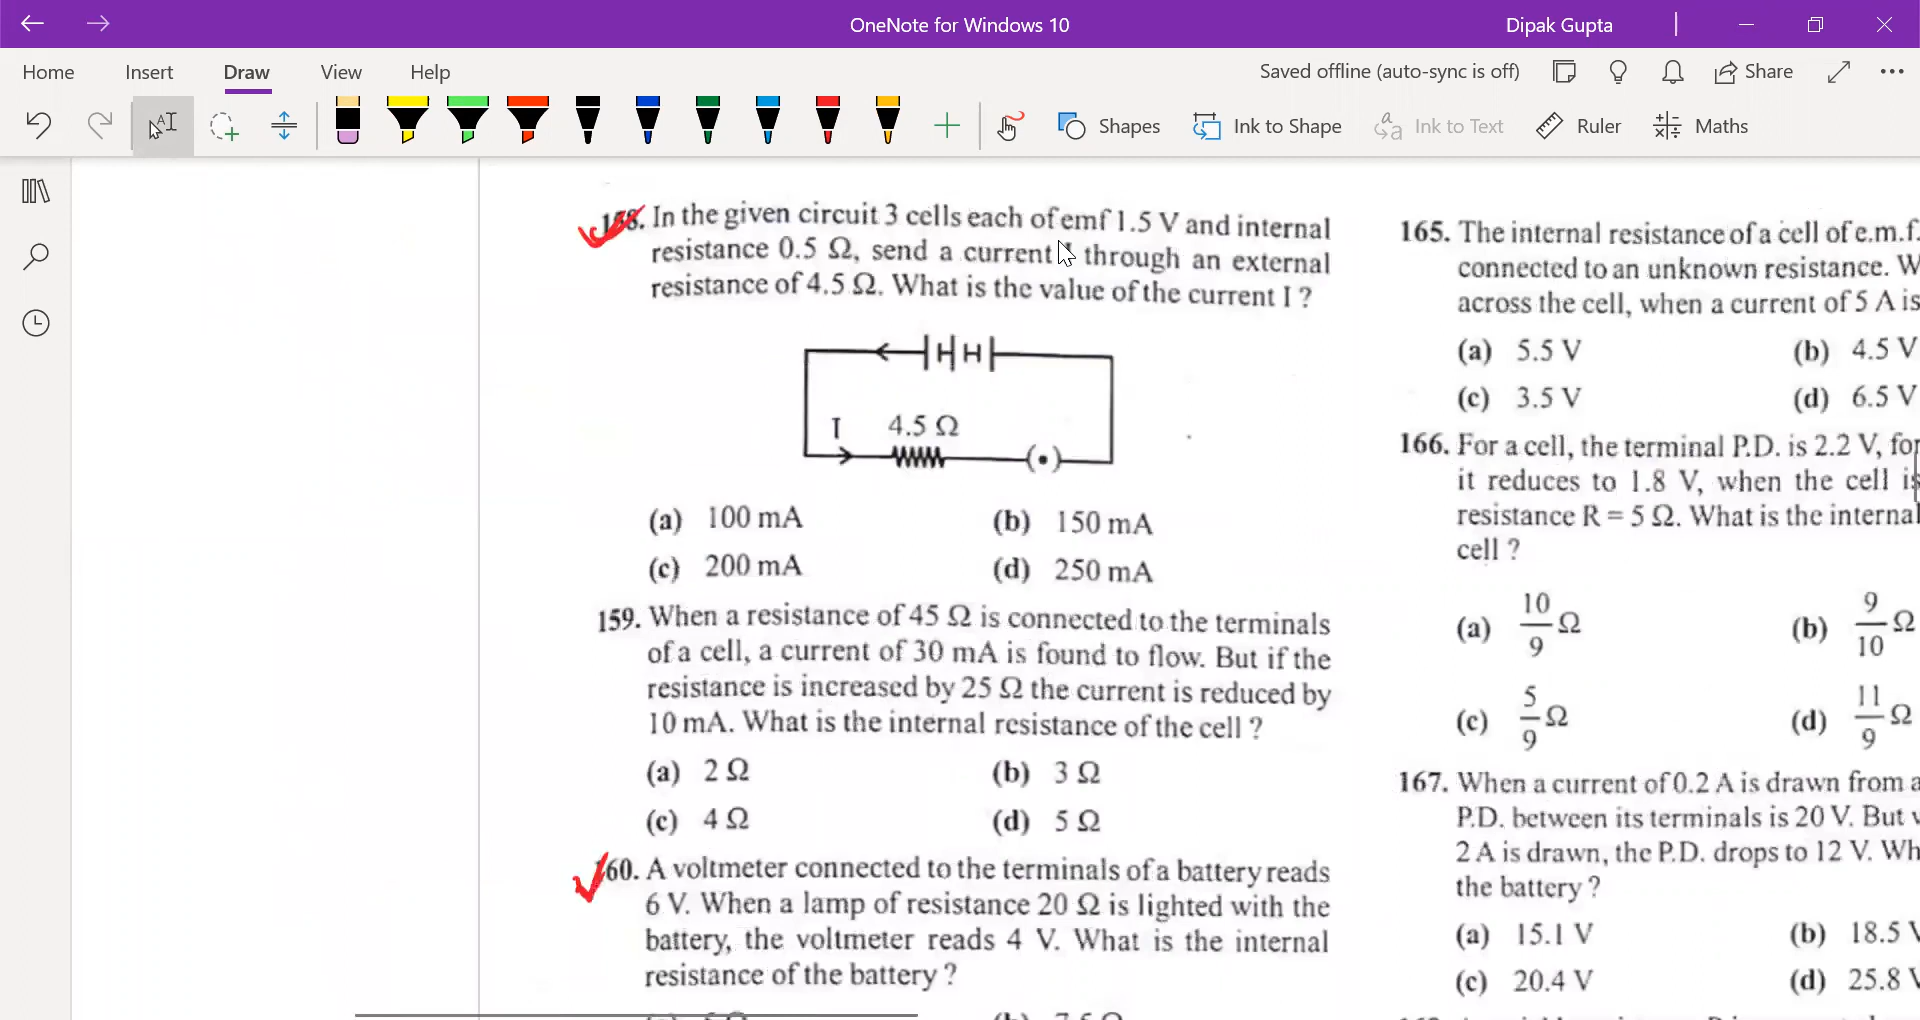 OneNote for Windows 10
Dipak Gupta
Home Insert Draw View Help
Saved offline (auto-sync is off)
Share
Shapes
Ink to Shape
Ink to Text
Ruler
Maths
158. In the given circuit 3 cells each of emf 1.5 V and internal
resistance 0.5 Ω, send a current I through an external
resistance of 4.5 Ω. What is the value of the current I ?
I 4.5 Ω
(a) 100 mA (b) 150 mA
(c) 200 mA (d) 250 mA
159. When a resistance of 45 Ω is connected to the terminals
of a cell, a current of 30 mA is found to flow. But if the
resistance is increased by 25 Ω the current is reduced by
10 mA. What is the internal resistance of the cell ?
(a) 2 Ω (b) 3 Ω
(c) 4 Ω (d) 5 Ω
160. A voltmeter connected to the terminals of a battery reads
6 V. When a lamp of resistance 20 Ω is lighted with the
battery, the voltmeter reads 4 V. What is the internal
resistance of the battery ?
165. The internal resistance of a cell of e.m.f.
connected to an unknown resistance. W
across the cell, when a current of 5 A is
(a) 5.5 V (b) 4.5 V
(c) 3.5 V (d) 6.5 V
166. For a cell, the terminal P.D. is 2.2 V, for
it reduces to 1.8 V, when the cell is
resistance R = 5 Ω. What is the internal
cell ?
(a) 10/9 Ω (b) 9/10 Ω
(c) 5/9 Ω (d) 11/9 Ω
167. When a current of 0.2 A is drawn from a
P.D. between its terminals is 20 V. But w
2 A is drawn, the P.D. drops to 12 V. Wh
the battery ?
(a) 15.1 V (b) 18.5 V
(c) 20.4 V (d) 25.8 V